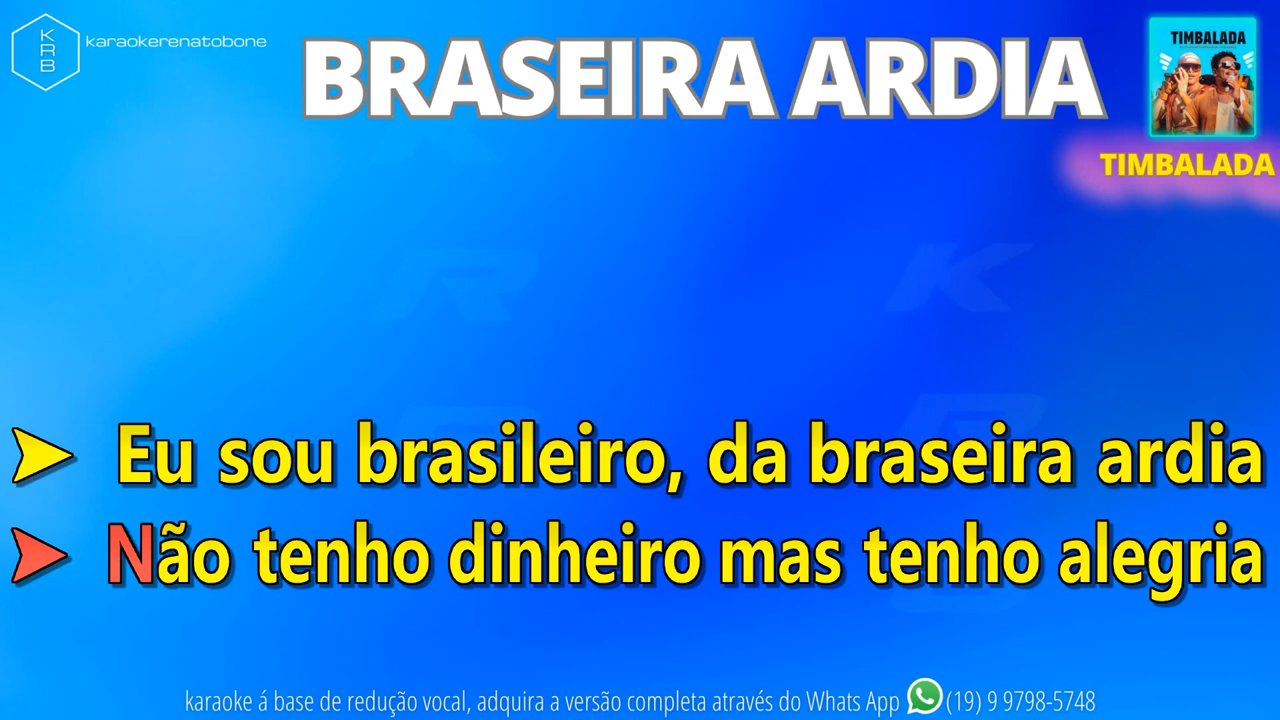 KRB karaokerenatobone
BRASEIRA ARDIA
TIMBALADA
TIMBALADA
Eu sou brasileiro, da braseira ardia
Não tenho dinheiro mas tenho alegria
karaoke á base de redução vocal, adquira a versão completa através do Whats App (19) 9 9798-5748